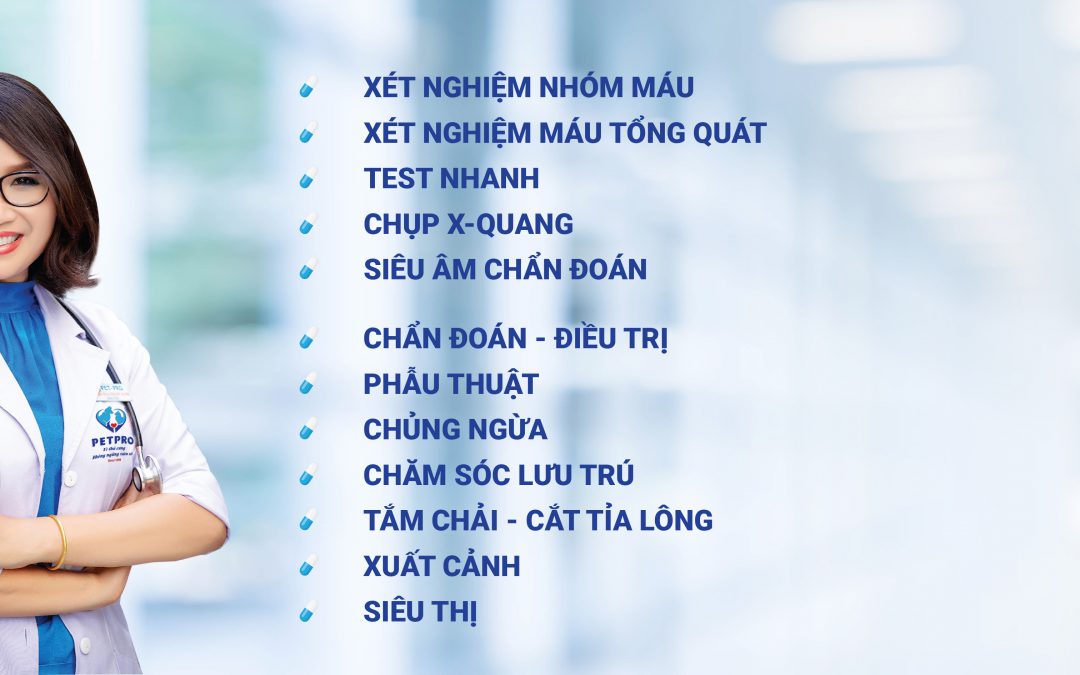 XÉT NGHIỆM NHÓM MÁU
XÉT NGHIỆM MÁU TỔNG QUÁT
TEST NHANH
CHỤP X-QUANG
SIÊU ÂM CHẨN ĐOÁN
CHẨN ĐOÁN - ĐIỀU TRỊ
PHẪU THUẬT
CHỦNG NGỪA
CHĂM SÓC LƯU TRÚ
TẮM CHẢI - CẮT TỈA LÔNG
XUẤT CẢNH
SIÊU THỊ
PETPRO